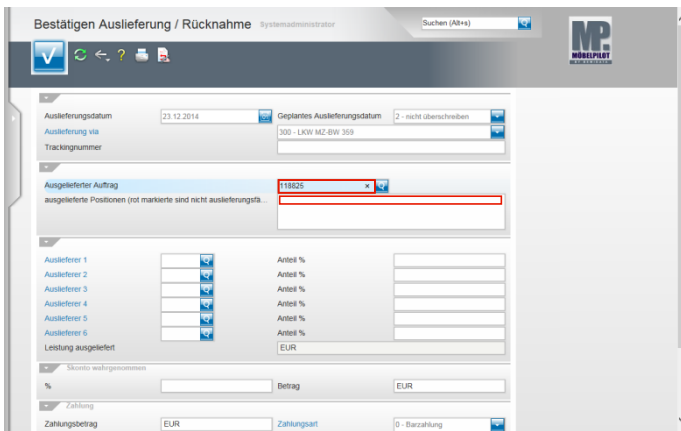 Bestätigen Auslieferung / Rücknahme Systemadministrator Suchen (Alt+s)
MP
MÖBELPILOT
?
Auslieferungsdatum 23.12.2014 Geplantes Auslieferungsdatum 2 - nicht überschreiben
Auslieferung via 300 - LKW MZ-BW 359
Trackingnummer
Ausgelieferter Auftrag 118825 ×
ausgelieferte Positionen (rot markierte sind nicht auslieferungsfä...
Auslieferer 1 Anteil %
Auslieferer 2 Anteil %
Auslieferer 3 Anteil %
Auslieferer 4 Anteil %
Auslieferer 5 Anteil %
Auslieferer 6 Anteil %
Leistung ausgeliefert EUR
Skonto wahrgenommen
% Betrag EUR
Zahlung
Zahlungsbetrag EUR Zahlungsart 0 - Barzahlung